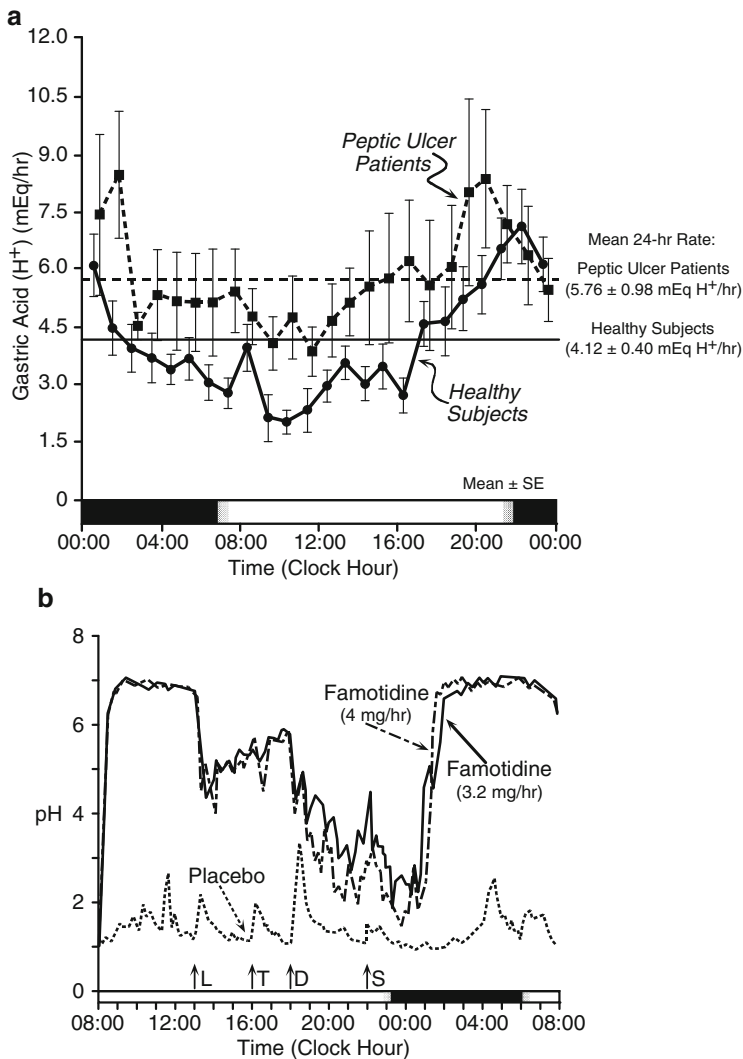 a
12.0
10.5
9.0
7.5
6.0
4.5
3.0
1.5
0
Gastric Acid (H⁺) (mEq/hr)
Peptic Ulcer
Patients
Healthy
Subjects
Mean 24-hr Rate:
Peptic Ulcer Patients
(5.76 ± 0.98 mEq H⁺/hr)
Healthy Subjects
(4.12 ± 0.40 mEq H⁺/hr)
Mean ± SE
00:00 04:00 08:00 12:00 16:00 20:00 00:00
Time (Clock Hour)
b
8
6
4
2
0
pH
Famotidine
(4 mg/hr)
Famotidine
(3.2 mg/hr)
Placebo
L T D S
08:00 12:00 16:00 20:00 00:00 04:00 08:00
Time (Clock Hour)